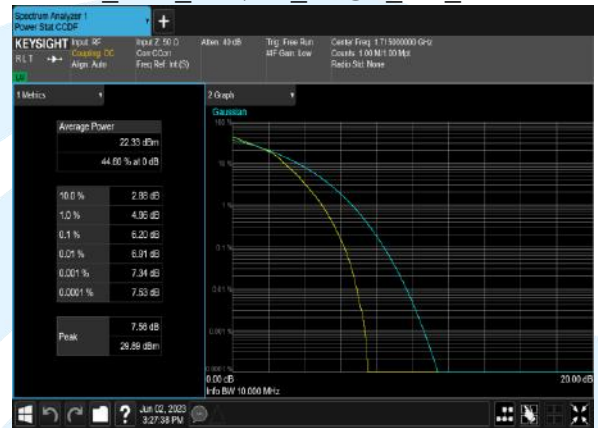 Spectrum Analyzer 1
Power Stat CCDF
KEYSIGHT
RLT
Input: RF
Coupling: DC
Align: Auto
Input Z: 50 Ω
Corr CCorr
Freq Ref: Int (S)
Atten: 40 dB
Trig: Free Run
#IF Gain: Low
Center Freq: 1.715000000 GHz
Counts: 1.00 M/1.00 Mpt
Radio Std: None
1 Metrics
Average Power
22.33 dBm
44.60 % at 0 dB
10.0 % 2.86 dB
1.0 % 4.96 dB
0.1 % 6.20 dB
0.01 % 6.91 dB
0.001 % 7.34 dB
0.0001 % 7.53 dB
Peak
7.56 dB
29.89 dBm
2 Graph
Gaussian
100 %
10 %
1 %
0.1 %
0.01 %
0.001 %
0.0001 %
0.00 dB
20.00 dB
Info BW 10.000 MHz
?
Jun 02, 2023
3:27:38 PM